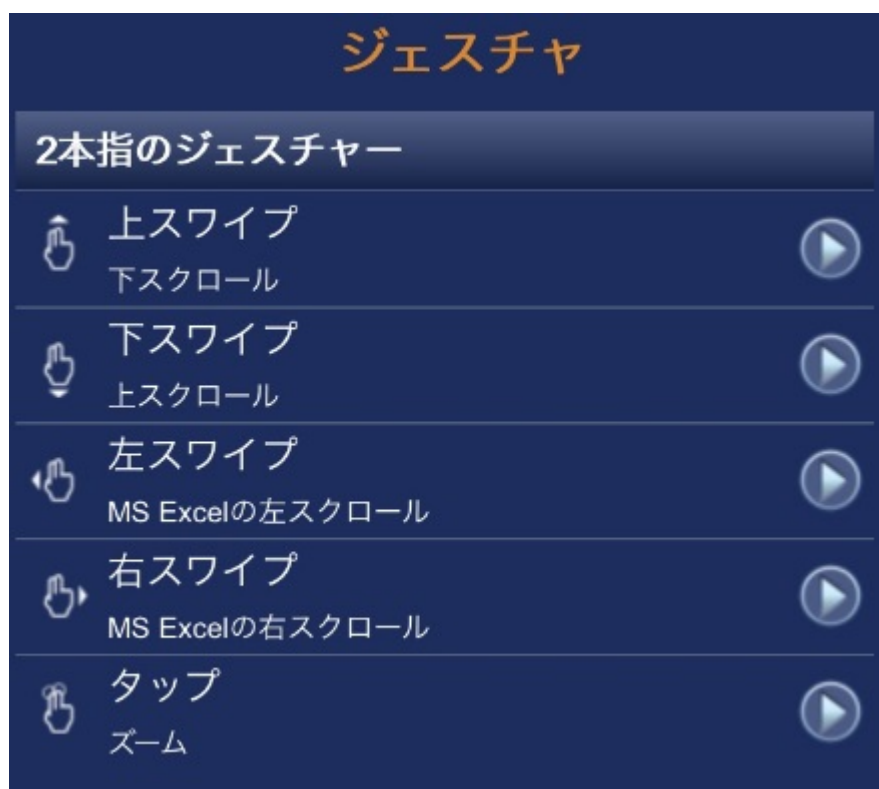 ジェスチャ
2本指のジェスチャー
上スワイプ
下スクロール
下スワイプ
上スクロール
左スワイプ
MS Excelの左スクロール
右スワイプ
MS Excelの右スクロール
タップ
ズーム